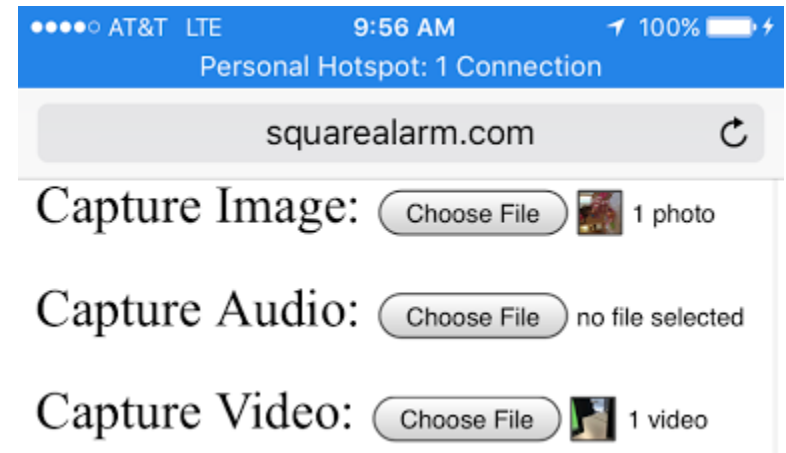 AT&T LTE 9:56 AM 100%
Personal Hotspot: 1 Connection
squarealarm.com
Capture Image: Choose File 1 photo
Capture Audio: Choose File no file selected
Capture Video: Choose File 1 video